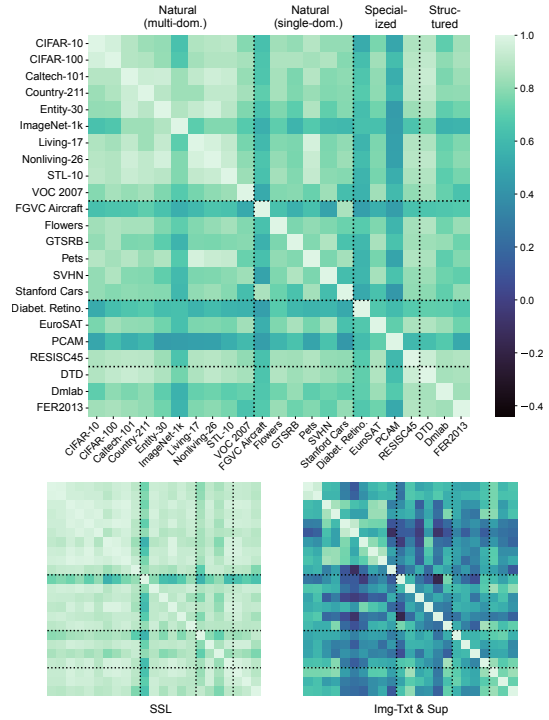 Natural
(multi-dom.)
Natural
(single-dom.)
Special-
ized
Struc-
tured
CIFAR-10
CIFAR-100
Caltech-101
Country-211
Entity-30
ImageNet-1k
Living-17
Nonliving-26
STL-10
VOC 2007
FGVC Aircraft
Flowers
GTSRB
Pets
SVHN
Stanford Cars
Diabet. Retino.
EuroSAT
PCAM
RESISC45
DTD
Dmlab
FER2013
CIFAR-10
CIFAR-100
Caltech-101
Country-211
Entity-30
ImageNet-1k
Living-17
Nonliving-26
STL-10
VOC 2007
FGVC Aircraft
Flowers
GTSRB
Pets
SVHN
Stanford Cars
Diabet. Retino.
EuroSAT
PCAM
RESISC45
DTD
Dmlab
FER2013
1.0
0.8
0.6
0.4
0.2
0.0
−0.2
−0.4
SSL
Img-Txt & Sup